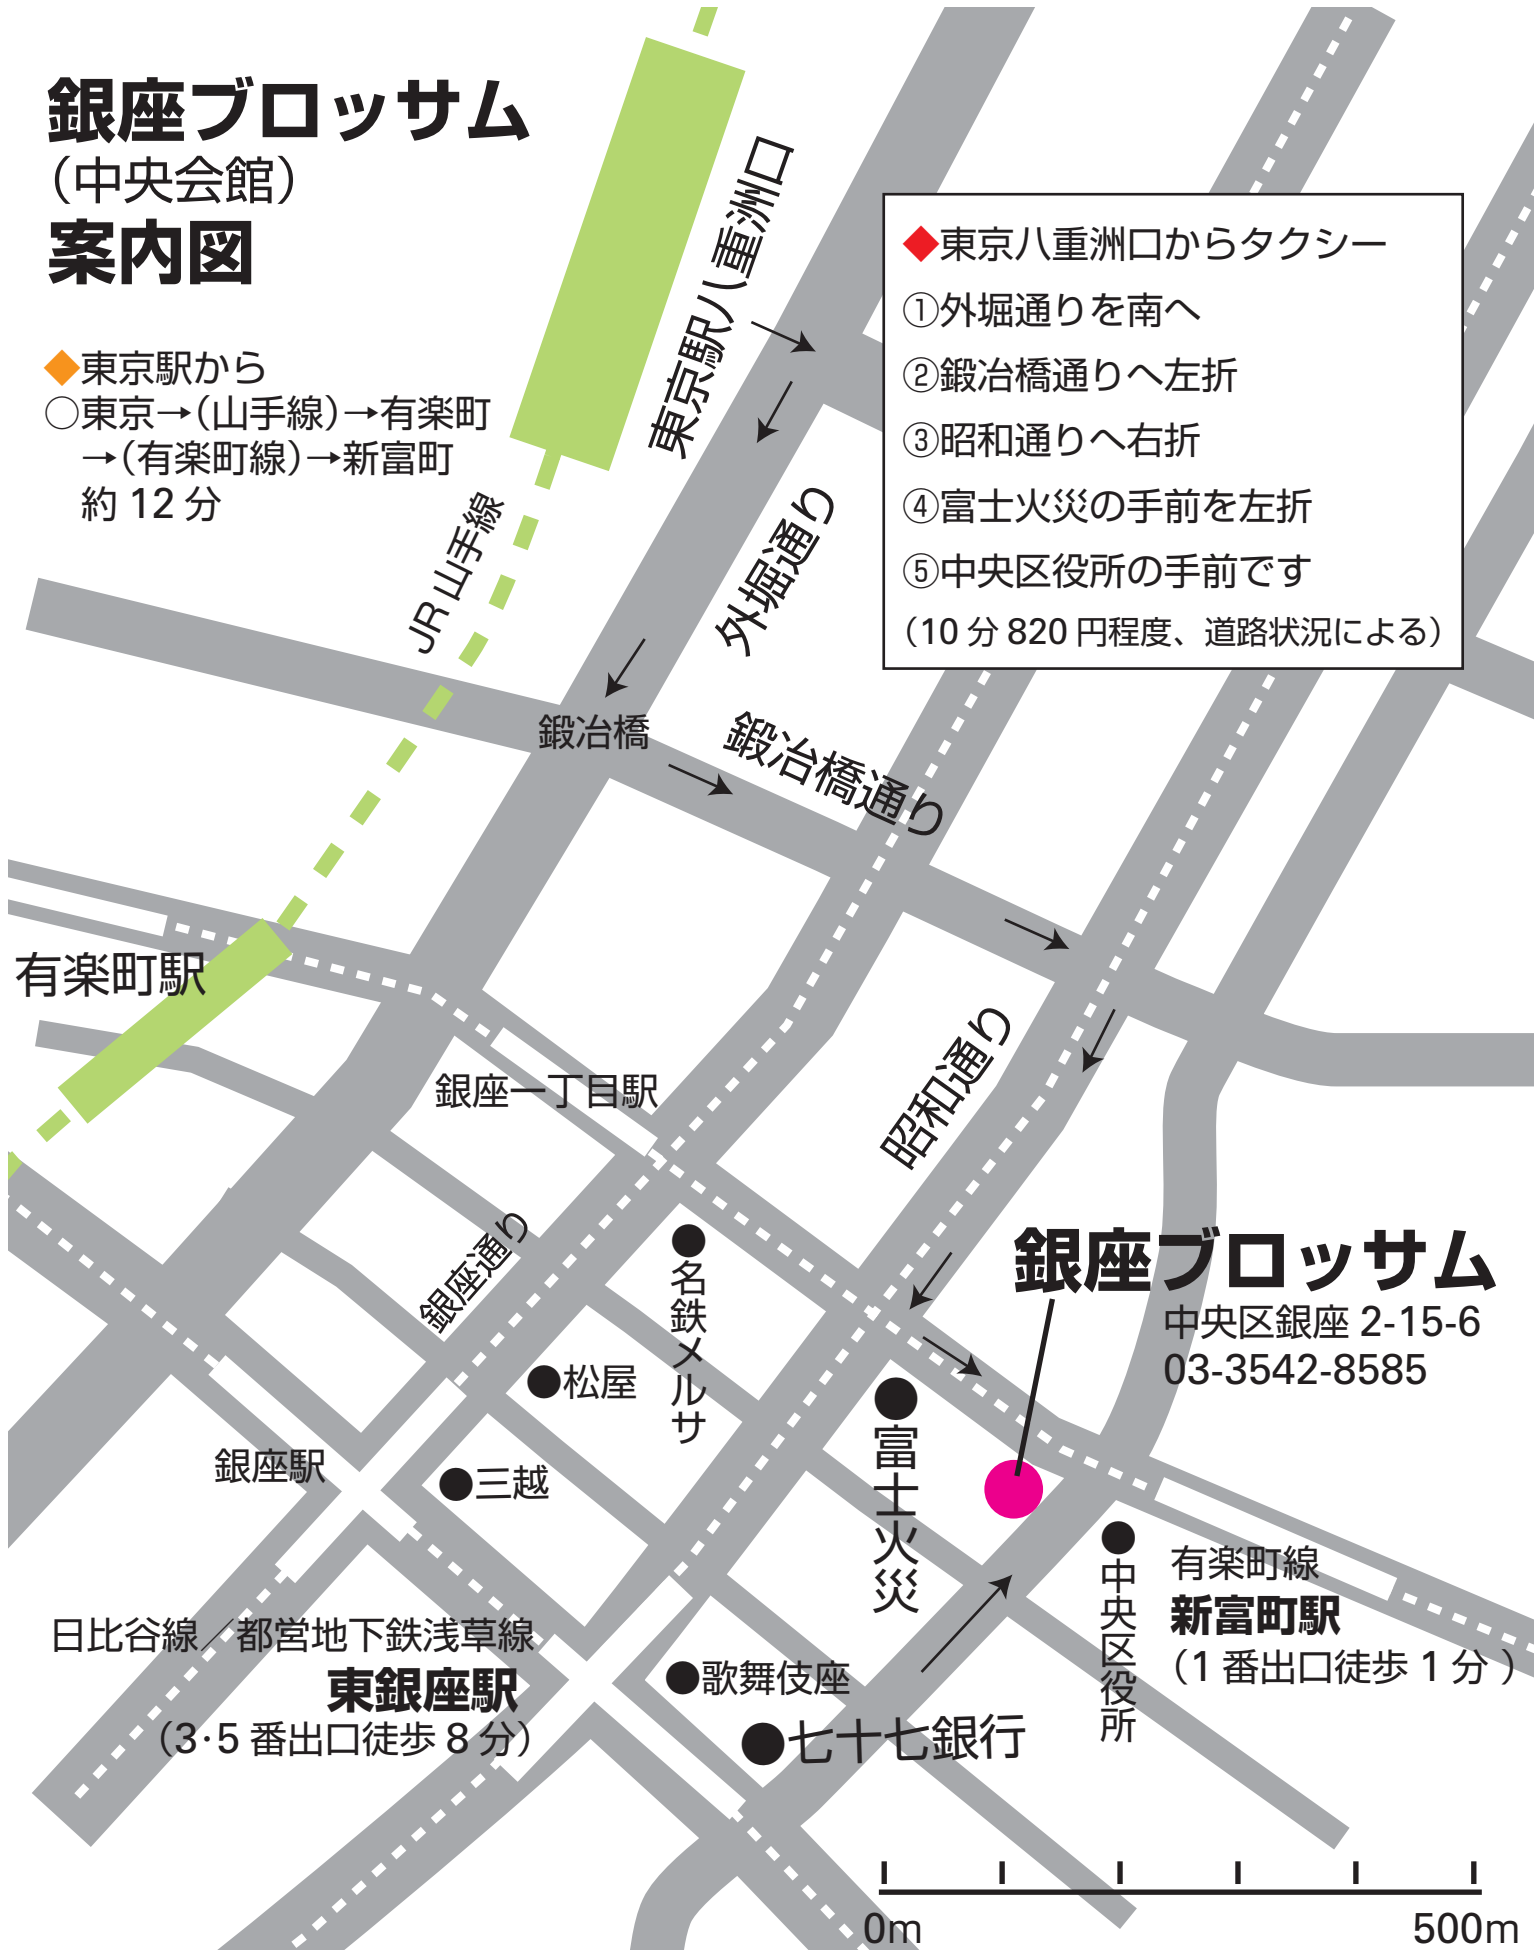 銀座ブロッサム
（中央会館）
案内図
◆東京駅から
○東京→（山手線）→有楽町
→（有楽町線）→新富町
約 12 分
東京駅八重洲口
◆東京八重洲口からタクシー
①外堀通りを南へ
②鍛冶橋通りへ左折
③昭和通りへ右折
④富士火災の手前を左折
⑤中央区役所の手前です
（10 分 820 円程度、道路状況による）
JR 山手線
外堀通り
鍛冶橋
鍛冶橋通り
有楽町駅
銀座一丁目駅
昭和通り
銀座通り
●名鉄メルサ
銀座ブロッサム
中央区銀座 2-15-6
03-3542-8585
●松屋
●富士火災
銀座駅
●三越
●中央区役所
有楽町線
新富町駅
（1 番出口徒歩 1 分 ）
日比谷線／都営地下鉄浅草線
東銀座駅
（3･5 番出口徒歩 8 分）
●歌舞伎座
●七十七銀行
0m
500m